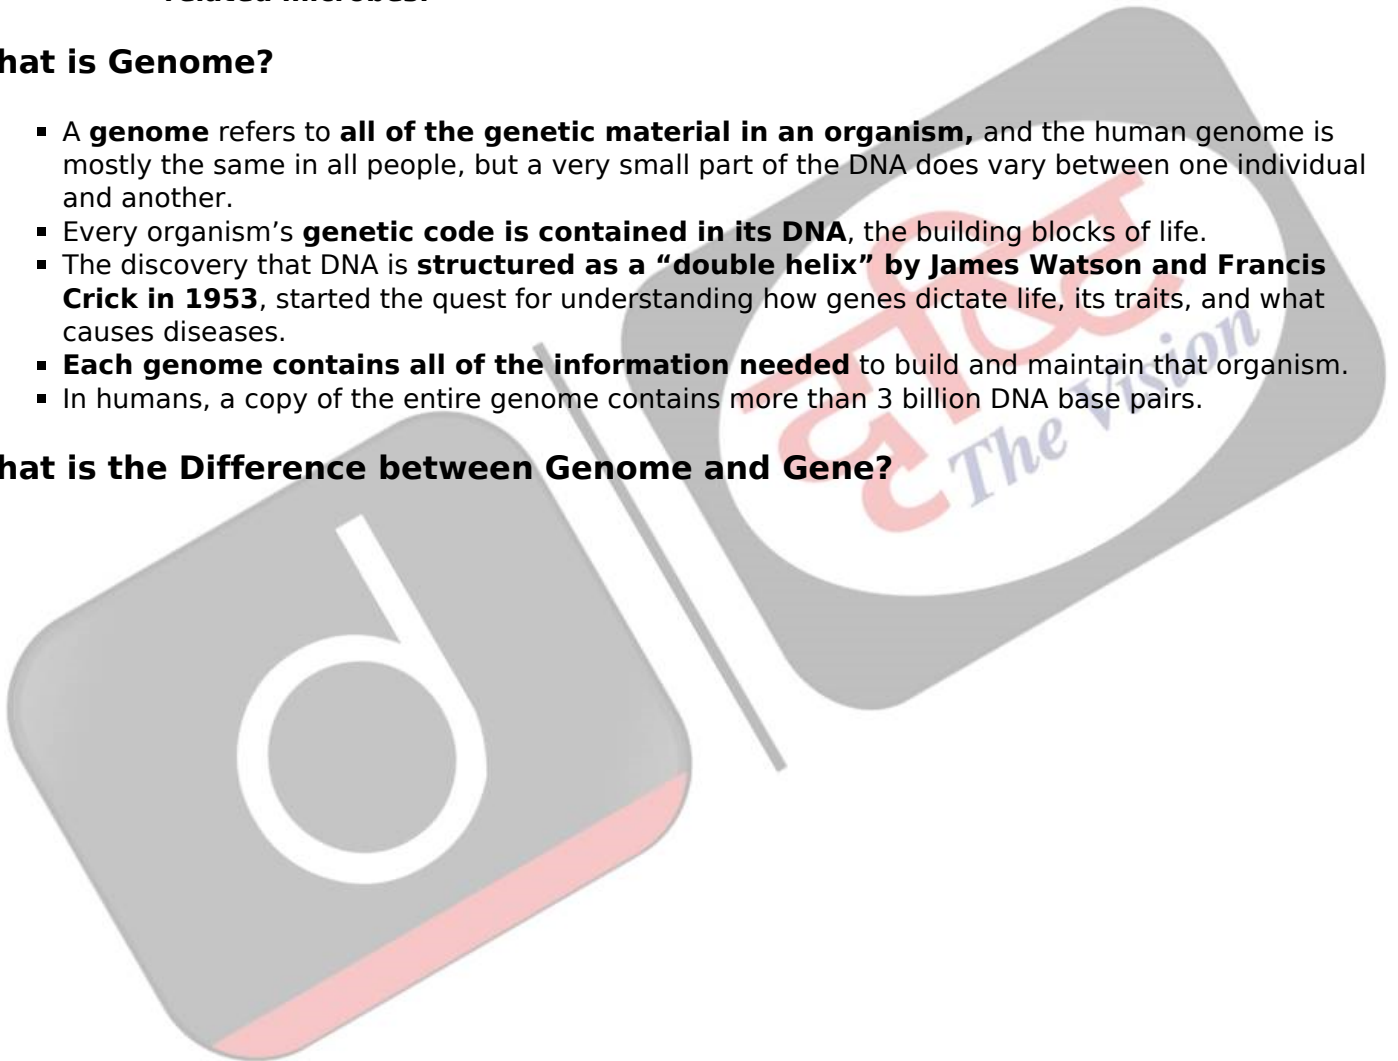 related microbes.
hat is Genome?
▪ A genome refers to all of the genetic material in an organism, and the human genome is
mostly the same in all people, but a very small part of the DNA does vary between one individual
and another.
▪ Every organism’s genetic code is contained in its DNA, the building blocks of life.
▪ The discovery that DNA is structured as a “double helix” by James Watson and Francis
Crick in 1953, started the quest for understanding how genes dictate life, its traits, and what
causes diseases.
▪ Each genome contains all of the information needed to build and maintain that organism.
▪ In humans, a copy of the entire genome contains more than 3 billion DNA base pairs.
hat is the Difference between Genome and Gene?
दृष्टि
The Vision
d